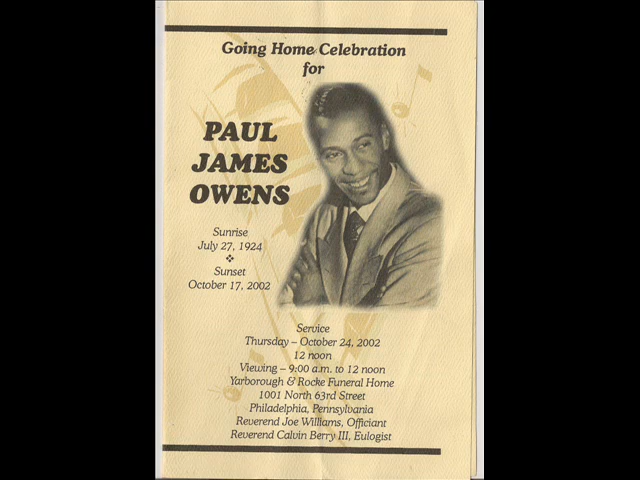 Going Home Celebration
for
PAUL
JAMES
OWENS
Sunrise
July 27, 1924
❖
Sunset
October 17, 2002
Service
Thursday – October 24, 2002
12 noon
Viewing – 9:00 a.m. to 12 noon
Yarborough & Rocke Funeral Home
1001 North 63rd Street
Philadelphia, Pennsylvania
Reverend Joe Williams, Officiant
Reverend Calvin Berry III, Eulogist